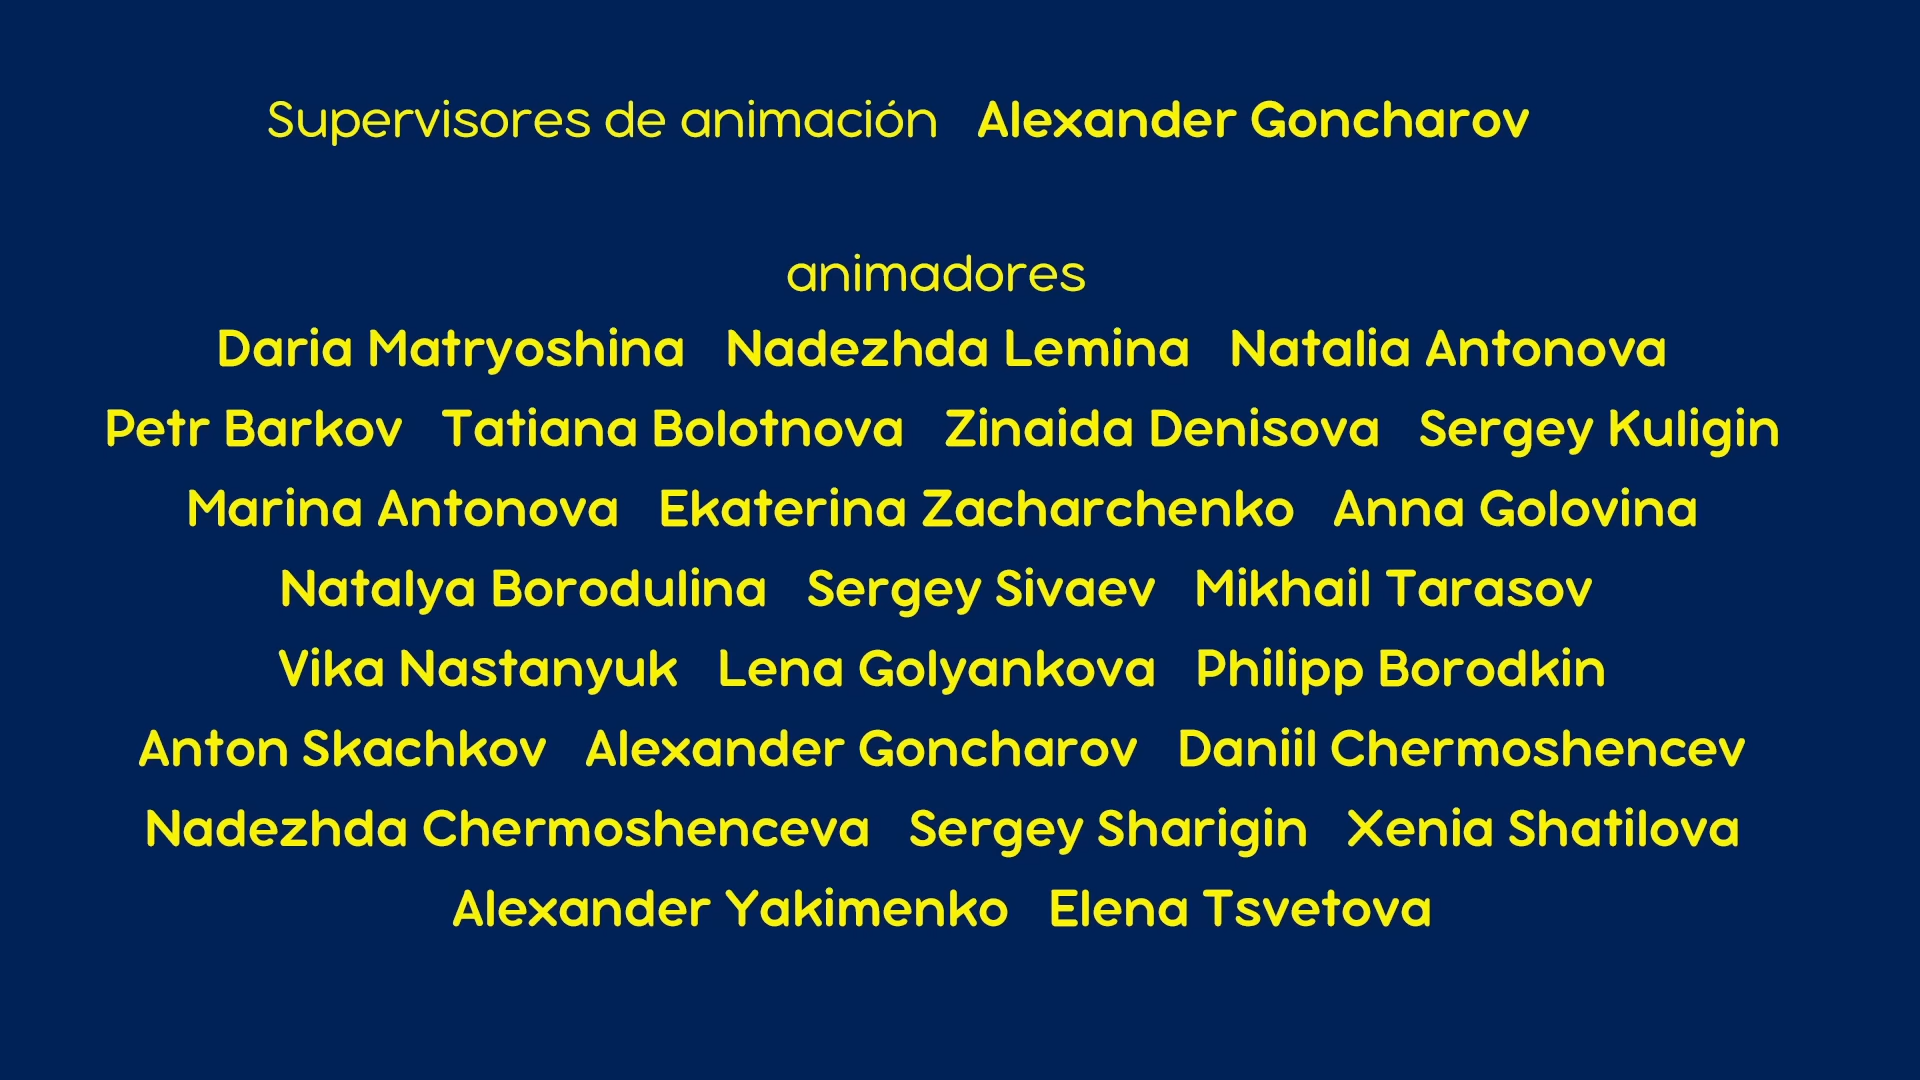 Supervisores de animación Alexander Goncharov
animadores
Daria Matryoshina Nadezhda Lemina Natalia Antonova
Petr Barkov Tatiana Bolotnova Zinaida Denisova Sergey Kuligin
Marina Antonova Ekaterina Zacharchenko Anna Golovina
Natalya Borodulina Sergey Sivaev Mikhail Tarasov
Vika Nastanyuk Lena Golyankova Philipp Borodkin
Anton Skachkov Alexander Goncharov Daniil Chermoshencev
Nadezhda Chermoshenceva Sergey Sharigin Xenia Shatilova
Alexander Yakimenko Elena Tsvetova